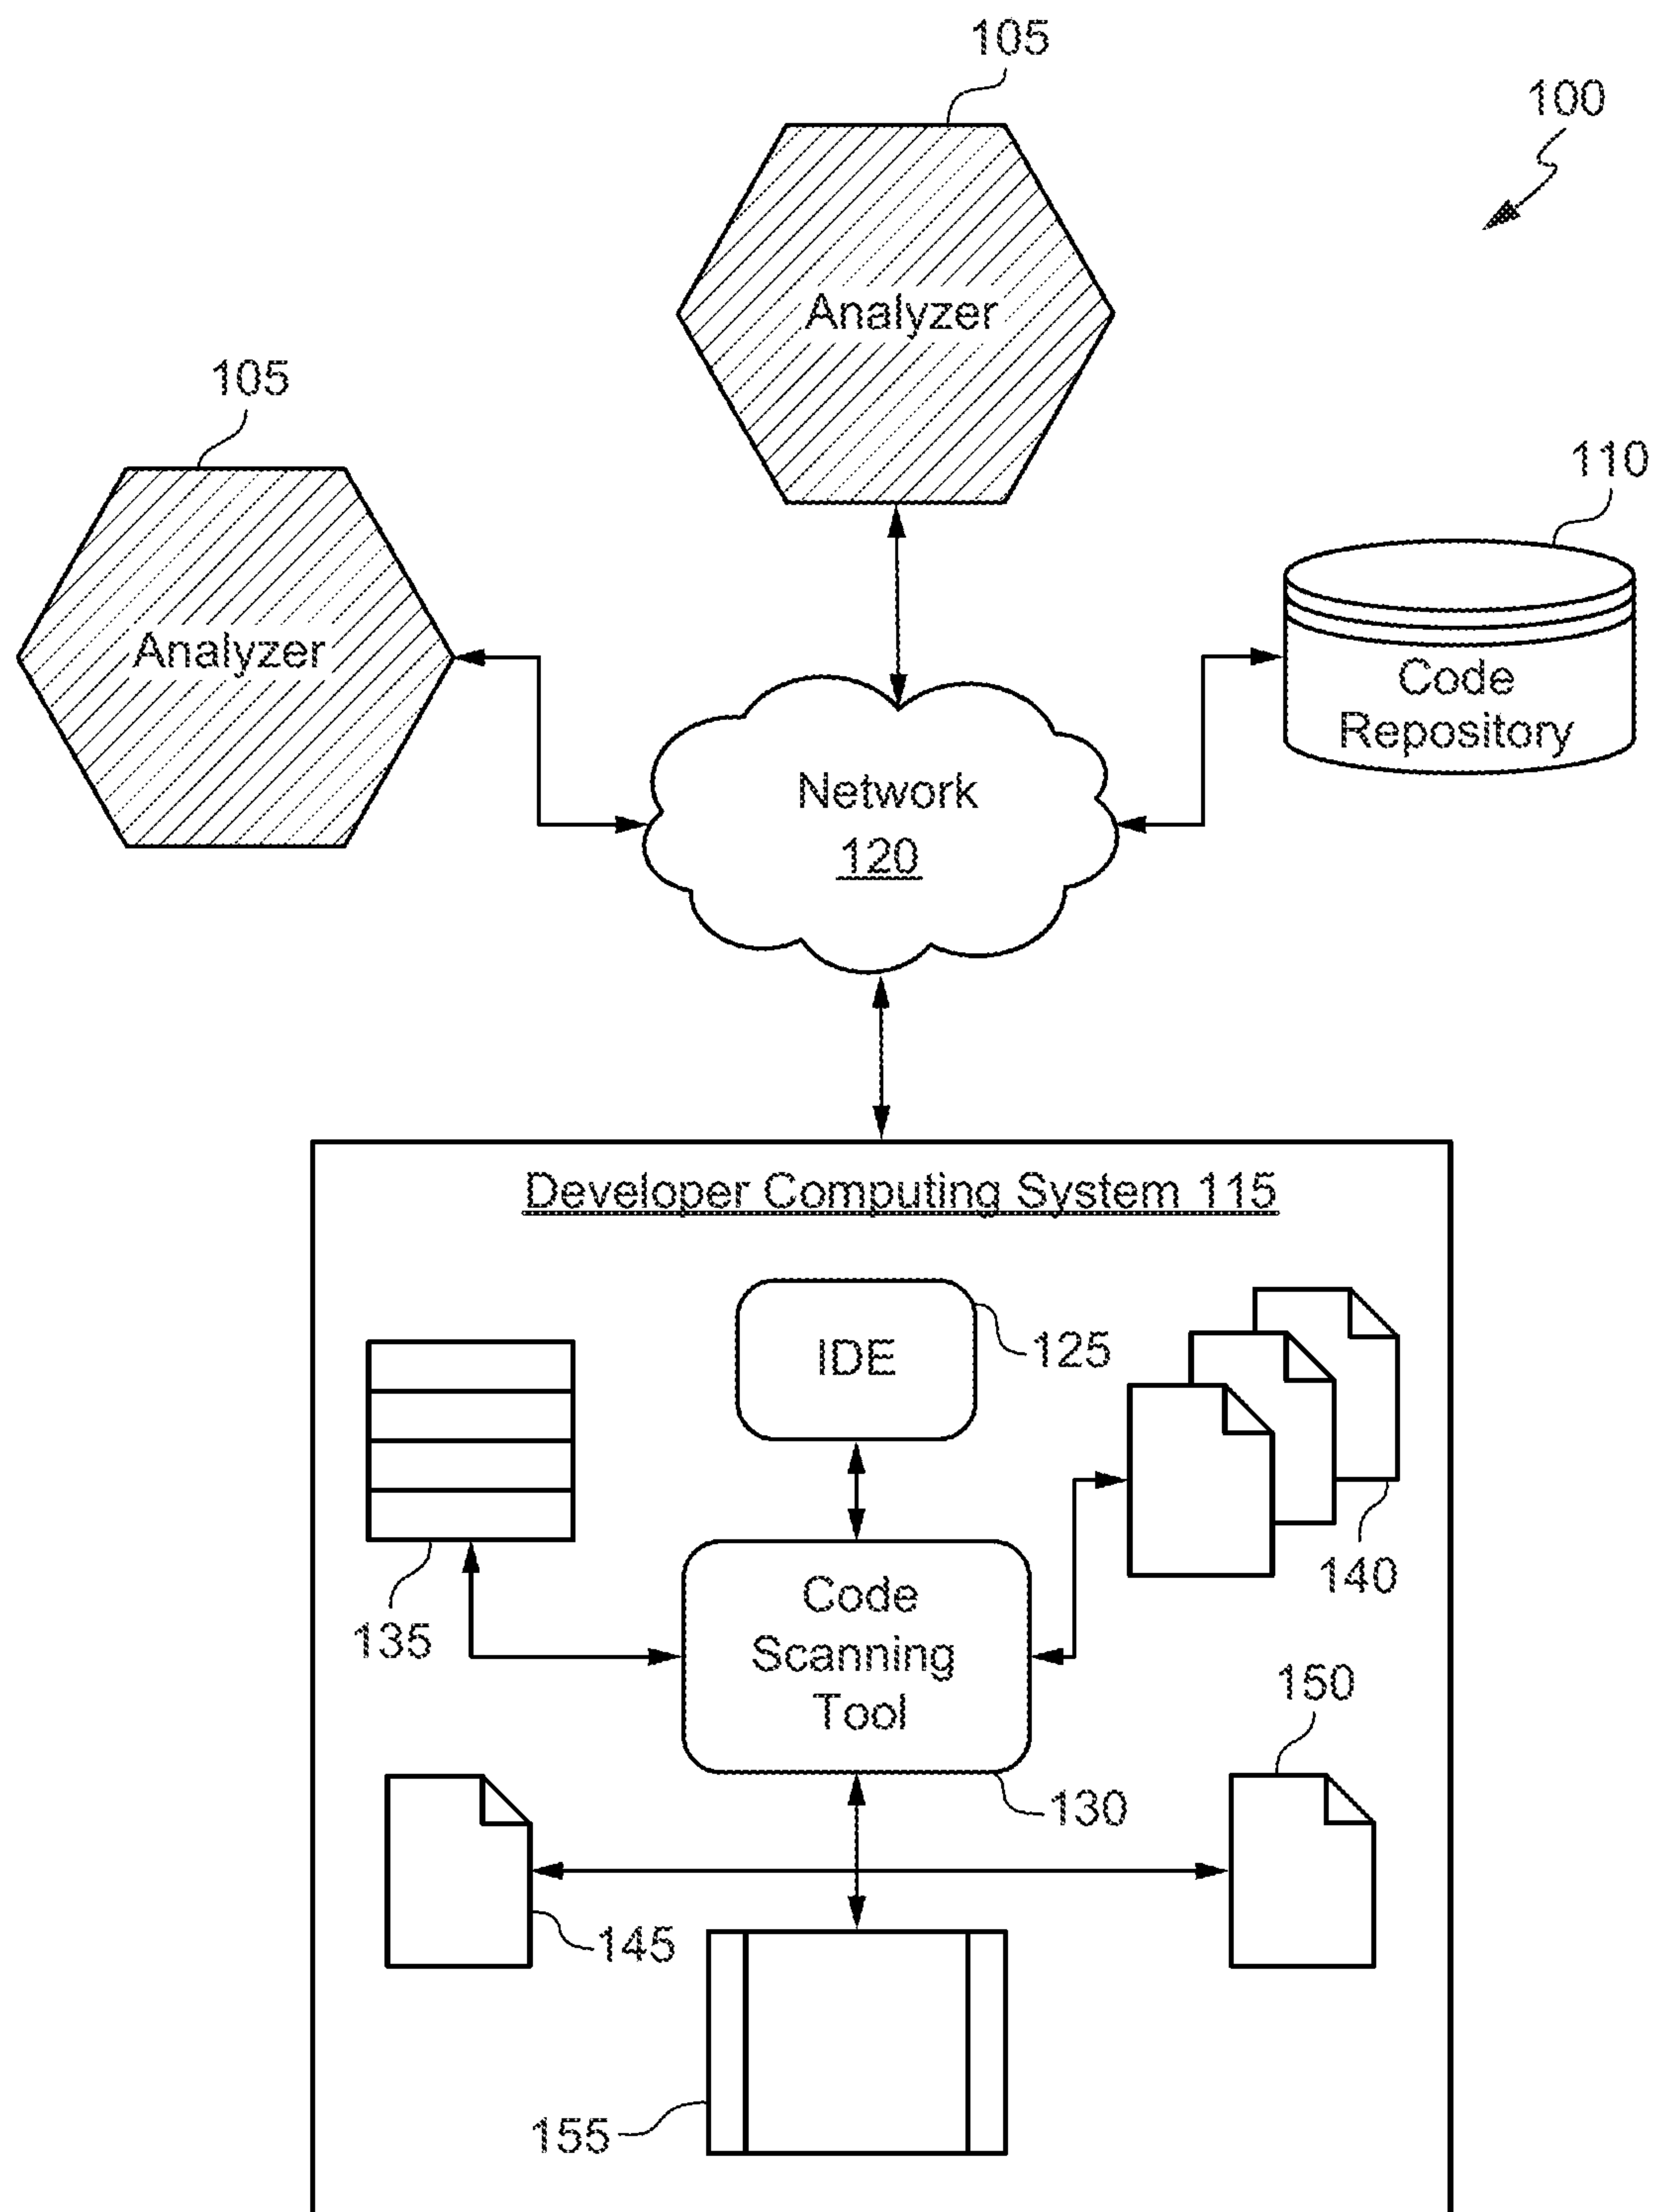 105
100
Analyzer
105
110
Analyzer
Code
Repository
Network
120
Developer Computing System 115
IDE
125
140
135
Code
Scanning
Tool
150
130
145
155